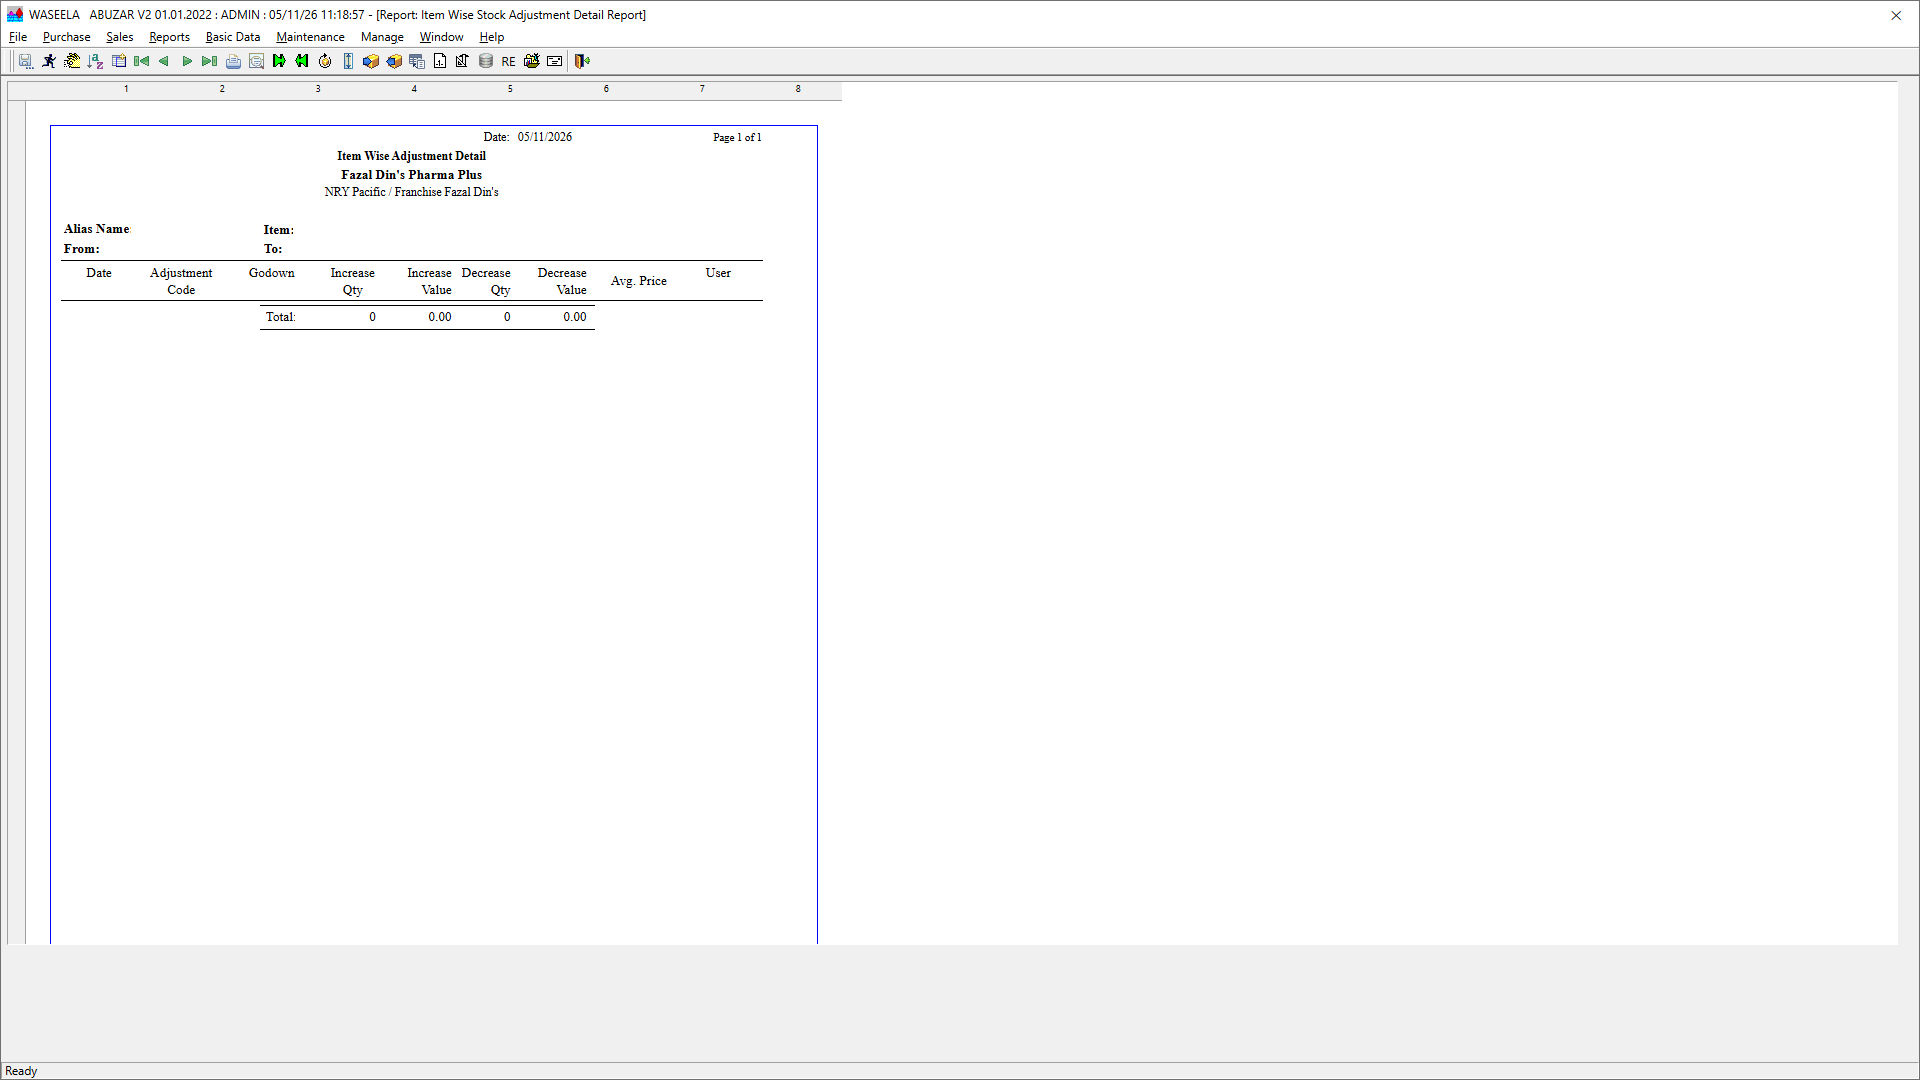 WASEELA ABUZAR V2 01.01.2022 : ADMIN : 05/11/26 11:18:57 - [Report: Item Wise Stock Adjustment Detail Report]
File Purchase Sales Reports Basic Data Maintenance Manage Window Help
RE
1 2 3 4 5 6 7 8
Date: 05/11/2026 Page 1 of 1
Item Wise Adjustment Detail
Fazal Din's Pharma Plus
NRY Pacific / Franchise Fazal Din's
Alias Name: Item:
From: To:
Date Adjustment Godown Increase Increase Decrease Decrease Avg. Price User
Code Qty Value Qty Value
Total: 0 0.00 0 0.00
Ready